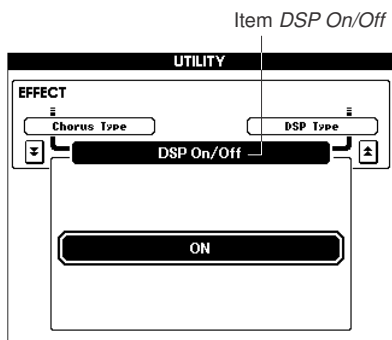 Item DSP On/Off
UTILITY
EFFECT
Chorus Type
DSP Type
DSP On/Off
ON